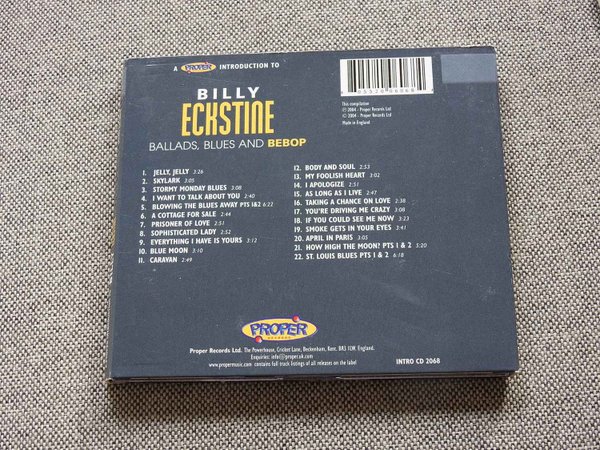 A PROPER INTRODUCTION TO
BILLY
ECKSTINE
BALLADS, BLUES AND BEBOP
This compilation
℗ 2004 - Proper Records Ltd
© 2004 - Proper Records Ltd
Made in England
1. JELLY, JELLY 3:26
2. SKYLARK 3:05
3. STORMY MONDAY BLUES 3:08
4. I WANT TO TALK ABOUT YOU 2:40
5. BLOWING THE BLUES AWAY PTS 1&2 6:22
6. A COTTAGE FOR SALE 2:44
7. PRISONER OF LOVE 2:51
8. SOPHISTICATED LADY 2:52
9. EVERYTHING I HAVE IS YOURS 3:12
10. BLUE MOON 3:10
11. CARAVAN 2:49
12. BODY AND SOUL 2:53
13. MY FOOLISH HEART 3:02
14. I APOLOGIZE 2:51
15. AS LONG AS I LIVE 2:47
16. TAKING A CHANCE ON LOVE 2:38
17. YOU'RE DRIVING ME CRAZY 3:08
18. IF YOU COULD SEE ME NOW 3:33
19. SMOKE GETS IN YOUR EYES 3:51
20. APRIL IN PARIS 3:05
21. HOW HIGH THE MOON? PTS 1 & 2 5:20
22. ST. LOUIS BLUES PTS 1 & 2 6:18
PROPER
RECORDS
Proper Records Ltd. The Powerhouse, Cricket Lane, Beckenham, Kent, BR3 1LW, England.
Enquiries: info@proper.uk.com
www.propermusic.com contains full track listings of all releases on the label
INTRO CD 2068